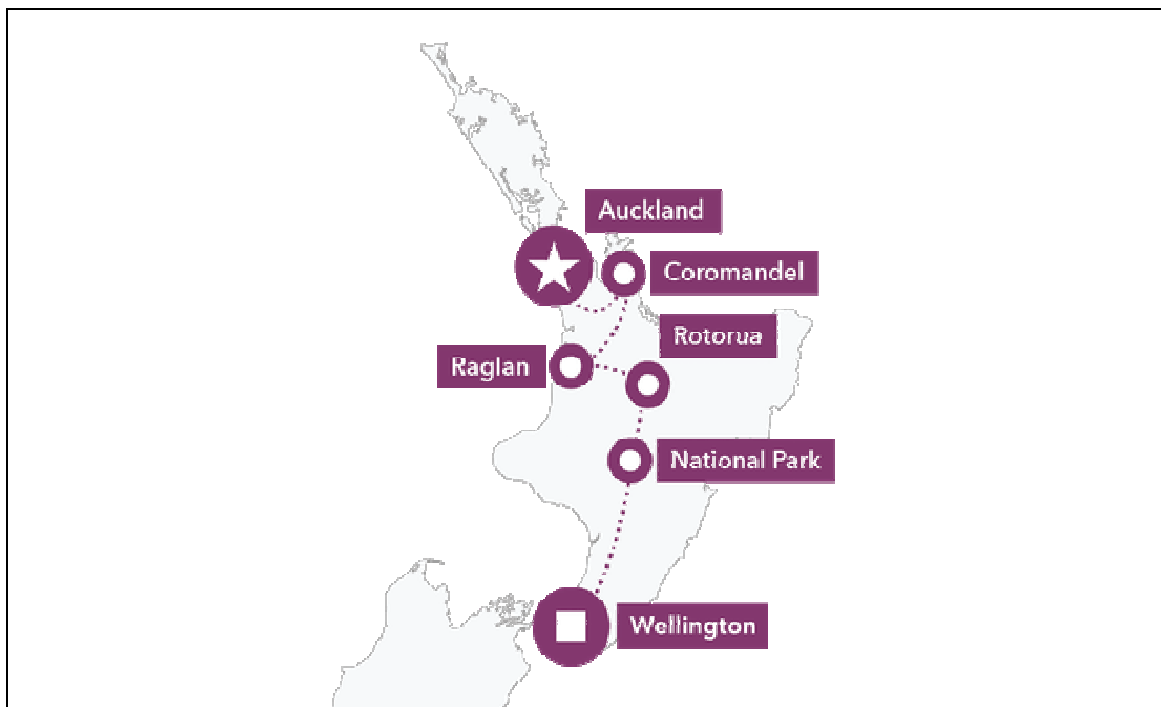 Auckland
Coromandel
Rotorua
Raglan
National Park
Wellington